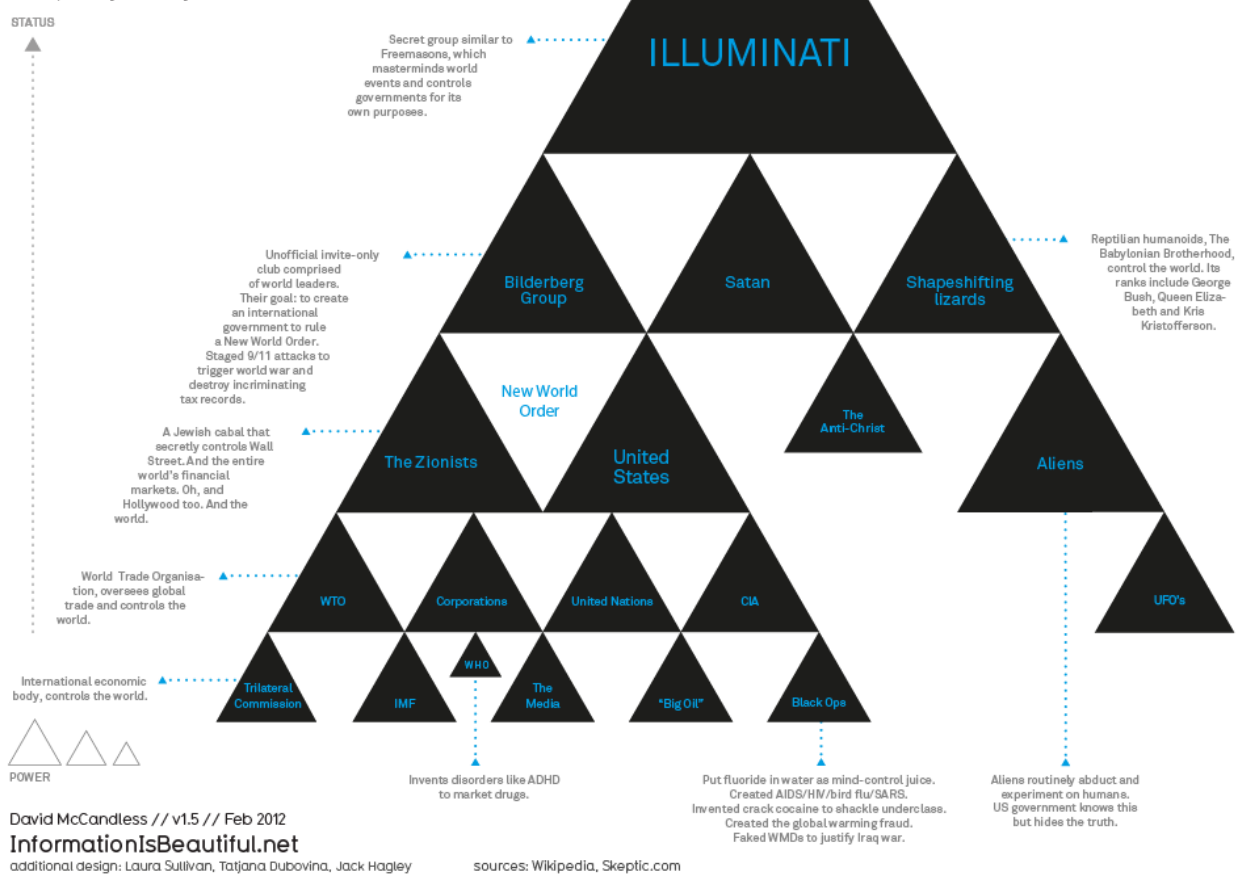 STATUS
ILLUMINATI
Secret group similar to
Freemasons, which
masterminds world
events and controls
governments for its
own purposes.
Unofficial invite-only
club comprised
of world leaders.
Their goal: to create
an international
government to rule
a New World Order.
Staged 9/11 attacks to
trigger world war and
destroy incriminating
tax records.
Bilderberg
Group
Satan
Shapeshifting
lizards
Reptilian humanoids, The
Babylonian Brotherhood,
control the world. Its
ranks include George
Bush, Queen Eliza-
beth and Kris
Kristofferson.
New World
Order
The
Anti-Christ
A Jewish cabal that
secretly controls Wall
Street. And the entire
world's financial
markets. Oh, and
Hollywood too. And the
world.
The Zionists
United
States
Aliens
World Trade Organisa-
tion, oversees global
trade and controls the
world.
WTO
Corporations
United Nations
CIA
UFO's
International economic
body, controls the world.
Trilateral
Commission
IMF
WHO
The
Media
"Big Oil"
Black Ops
POWER
Invents disorders like ADHD
to market drugs.
Put fluoride in water as mind-control juice.
Created AIDS/HIV/bird flu/SARS.
Invented crack cocaine to shackle underclass.
Created the global warming fraud.
Faked WMDs to justify Iraq war.
Aliens routinely abduct and
experiment on humans.
US government knows this
but hides the truth.
David McCandless // v1.5 // Feb 2012
InformationIsBeautiful.net
additional design: Laura Sullivan, Tatjana Dubovina, Jack Hagley
sources: Wikipedia, Skeptic.com